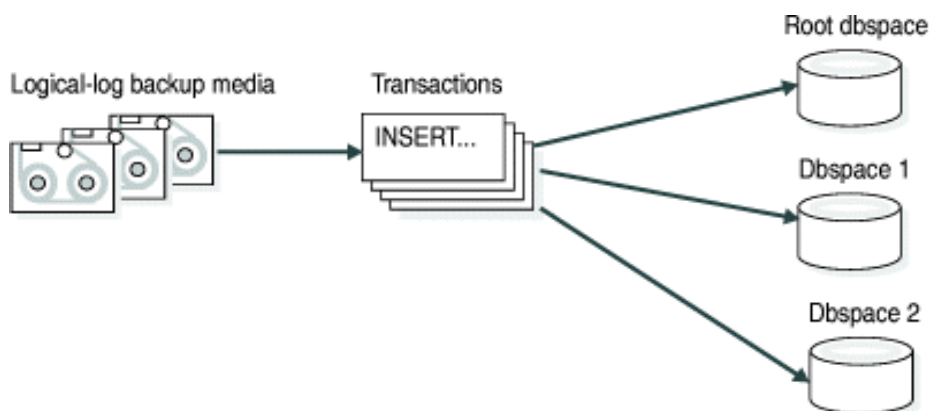 Root dbspace
Logical-log backup media
Transactions
INSERT...
Dbspace 1
Dbspace 2